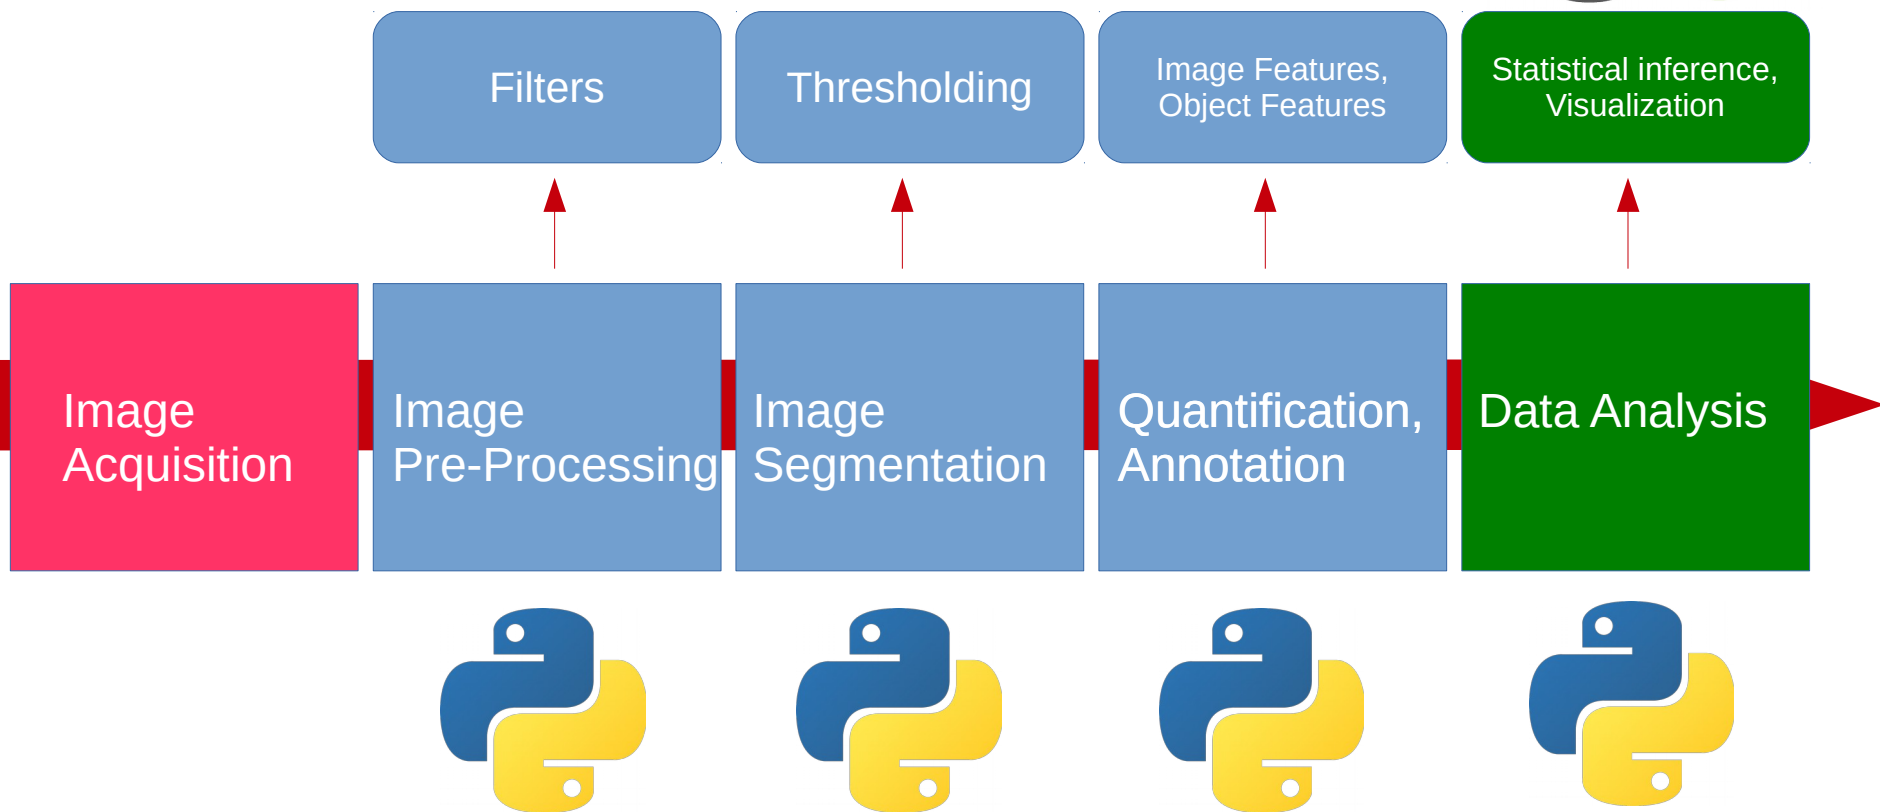 Filters
Thresholding
Image Features,
Object Features
Statistical inference,
Visualization
Image
Acquisition
Image
Pre-Processing
Image
Segmentation
Quantification,
Annotation
Data Analysis